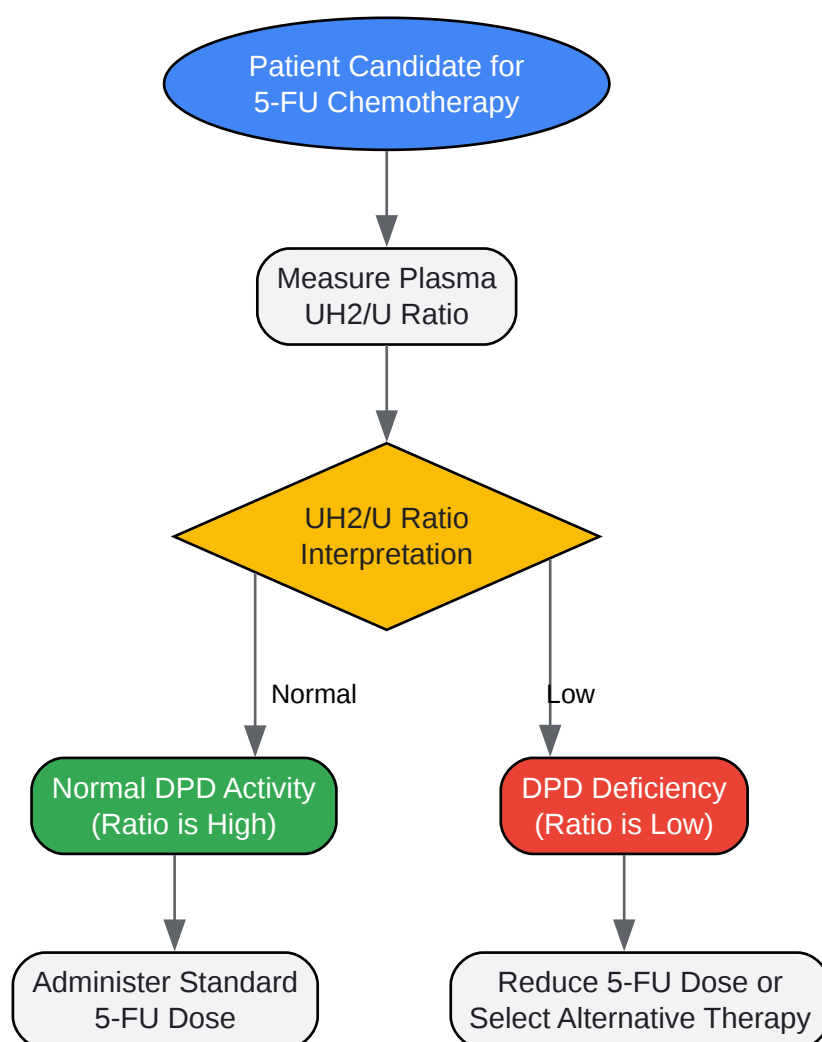 Patient Candidate for
5-FU Chemotherapy
Measure Plasma
UH2/U Ratio
UH2/U Ratio
Interpretation
Normal
Low
Normal DPD Activity
(Ratio is High)
DPD Deficiency
(Ratio is Low)
Administer Standard
5-FU Dose
Reduce 5-FU Dose or
Select Alternative Therapy